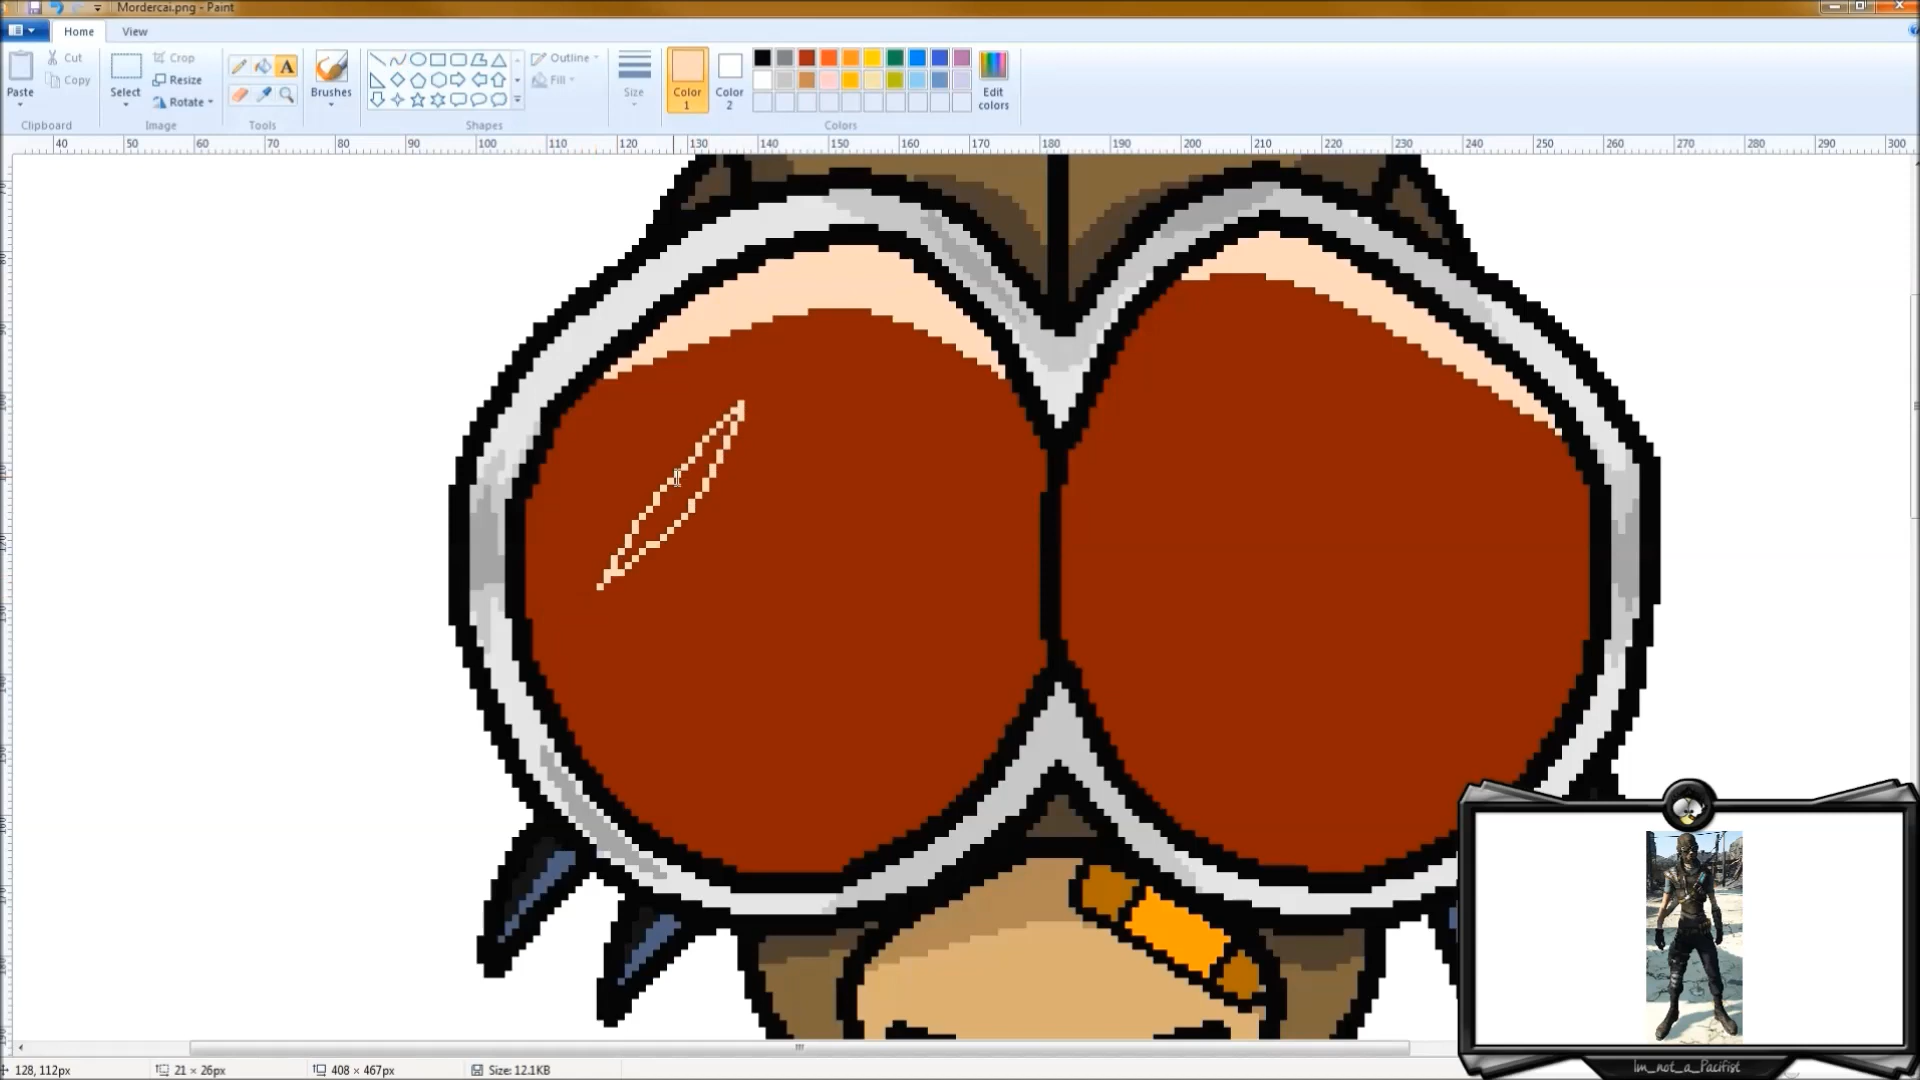 Mordercai.png - Paint
Home View
Paste
Cut
Copy
Clipboard
Select
Crop
Resize
Rotate
Image
A
Tools
Brushes
Outline
Fill
Shapes
Size
Color 1
Color 2
Edit colors
Colors
40 50 60 70 80 90 100 110 120 130 140 150 160 170 180 190 200 210 220 230 240 250 260 270 280 290 300
128, 112px 21 × 26px 408 × 467px Size: 12.1KB
Im_not_a_Pacifist